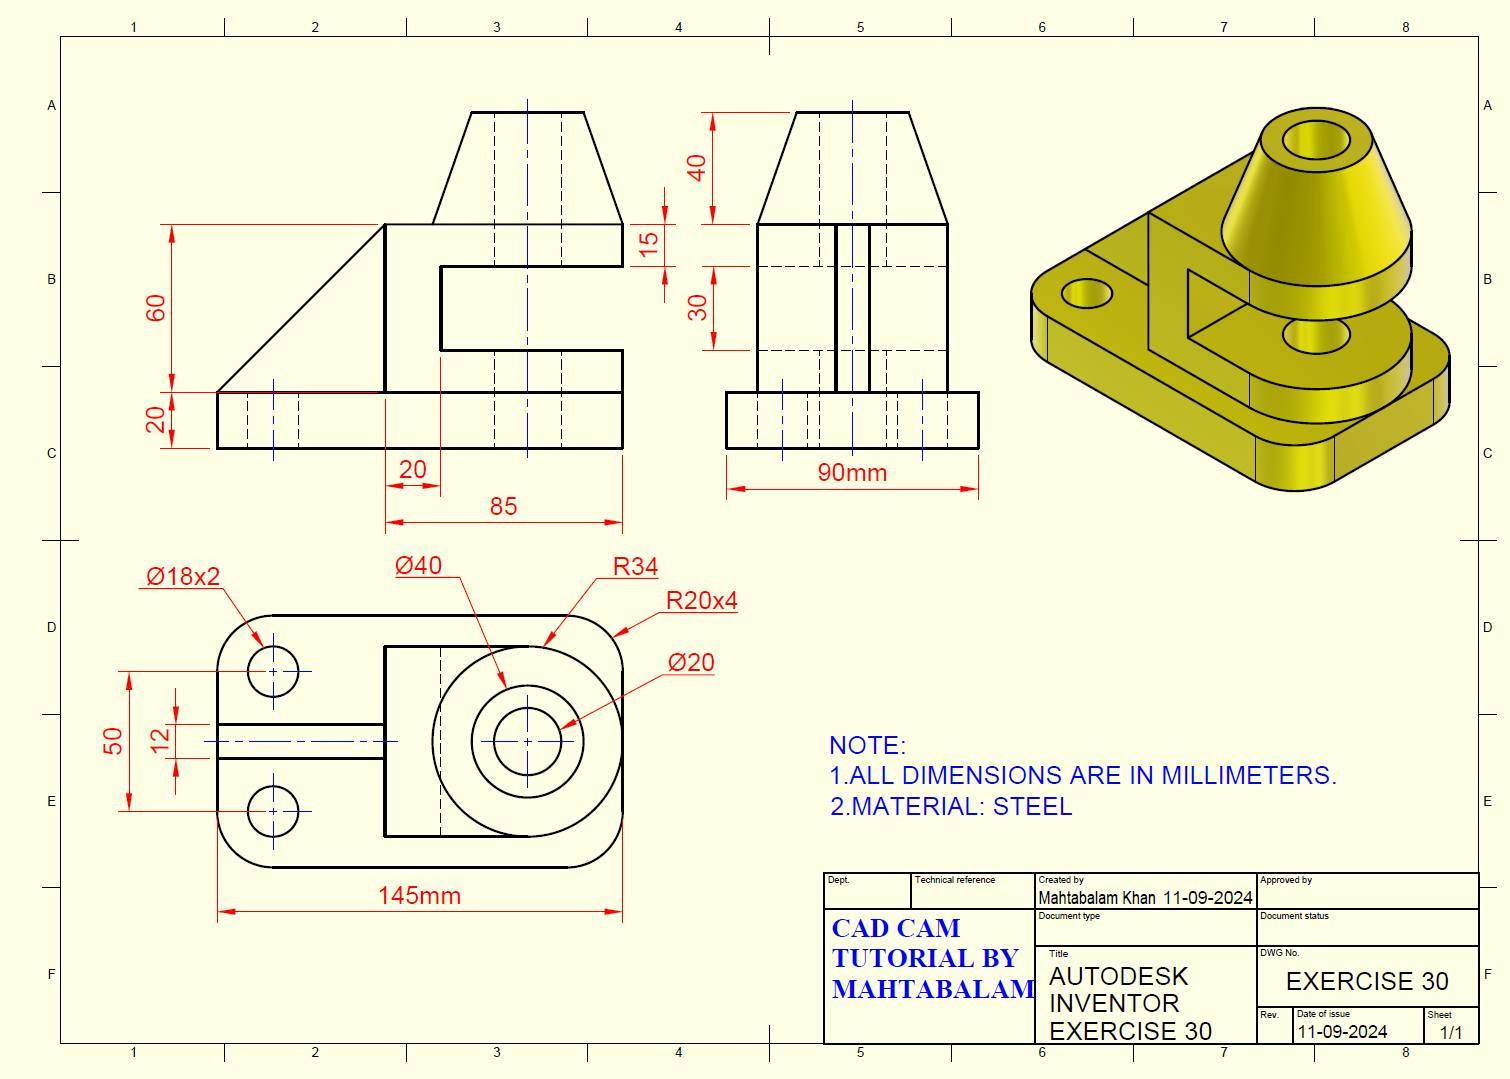 1 2 3 4 5 6 7 8
A A
40
15
B B
60
30
20
C C
20
90mm
85
Ø40 R34
Ø18x2
R20x4
D D
Ø20
50 12
NOTE:
1.ALL DIMENSIONS ARE IN MILLIMETERS.
2.MATERIAL: STEEL
E E
145mm
Dept. Technical reference Created by Approved by
Mahtabalam Khan 11-09-2024
Document type Document status
CAD CAM
TUTORIAL BY
MAHTABALAM
Title DWG No.
AUTODESK
INVENTOR
EXERCISE 30
EXERCISE 30
F F
Rev. Date of issue Sheet
11-09-2024 1/1
1 2 3 4 5 6 7 8